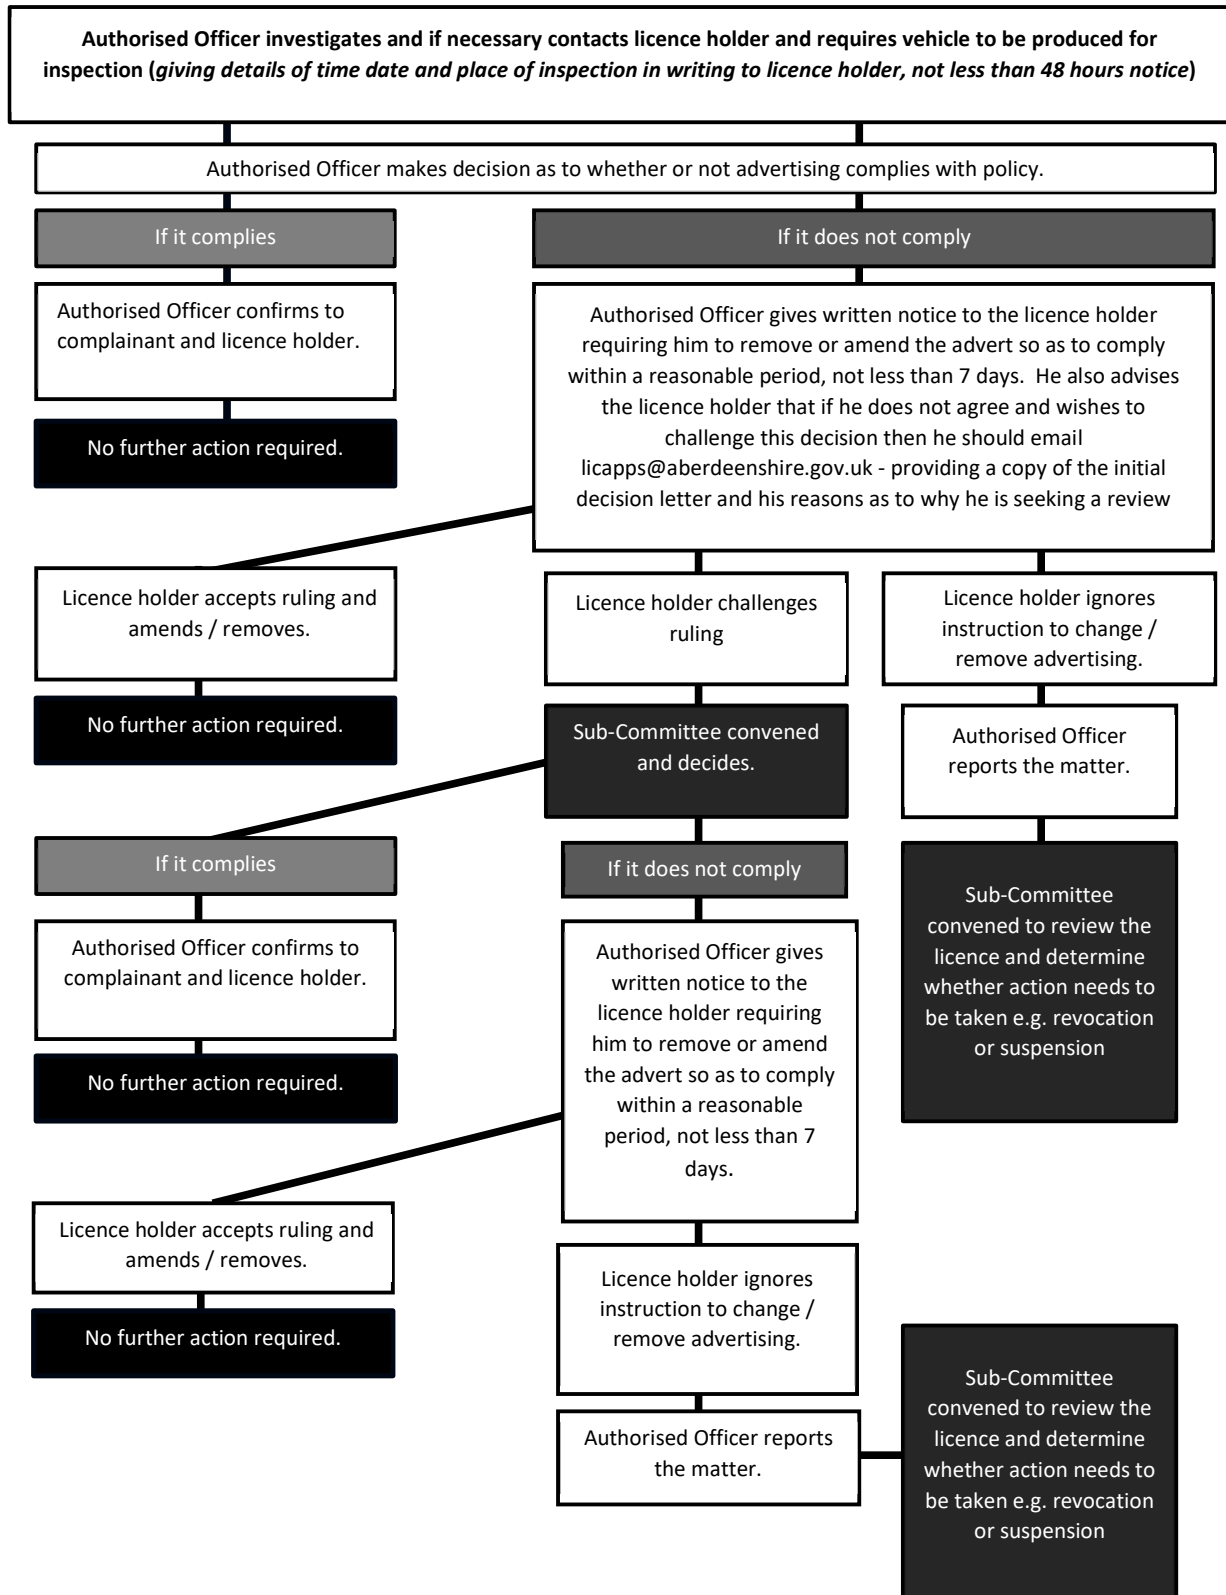 Authorised Officer investigates and if necessary contacts licence holder and requires vehicle to be produced for
inspection (giving details of time date and place of inspection in writing to licence holder, not less than 48 hours notice)
Authorised Officer makes decision as to whether or not advertising complies with policy.
If it complies
If it does not comply
Authorised Officer confirms to
complainant and licence holder.
No further action required.
Authorised Officer gives written notice to the licence holder
requiring him to remove or amend the advert so as to comply
within a reasonable period, not less than 7 days.  He also advises
the licence holder that if he does not agree and wishes to
challenge this decision then he should email
licapps@aberdeenshire.gov.uk - providing a copy of the initial
decision letter and his reasons as to why he is seeking a review
Licence holder accepts ruling and
amends / removes.
No further action required.
Licence holder challenges
ruling
Licence holder ignores
instruction to change /
remove advertising.
Sub-Committee convened
and decides.
Authorised Officer
reports the matter.
If it complies
If it does not comply
Sub-Committee
convened to review the
licence and determine
whether action needs to
be taken e.g. revocation
or suspension
Authorised Officer confirms to
complainant and licence holder.
No further action required.
Authorised Officer gives
written notice to the
licence holder requiring
him to remove or amend
the advert so as to comply
within a reasonable
period, not less than 7
days.
Licence holder accepts ruling and
amends / removes.
No further action required.
Licence holder ignores
instruction to change /
remove advertising.
Authorised Officer reports
the matter.
Sub-Committee
convened to review the
licence and determine
whether action needs to
be taken e.g. revocation
or suspension